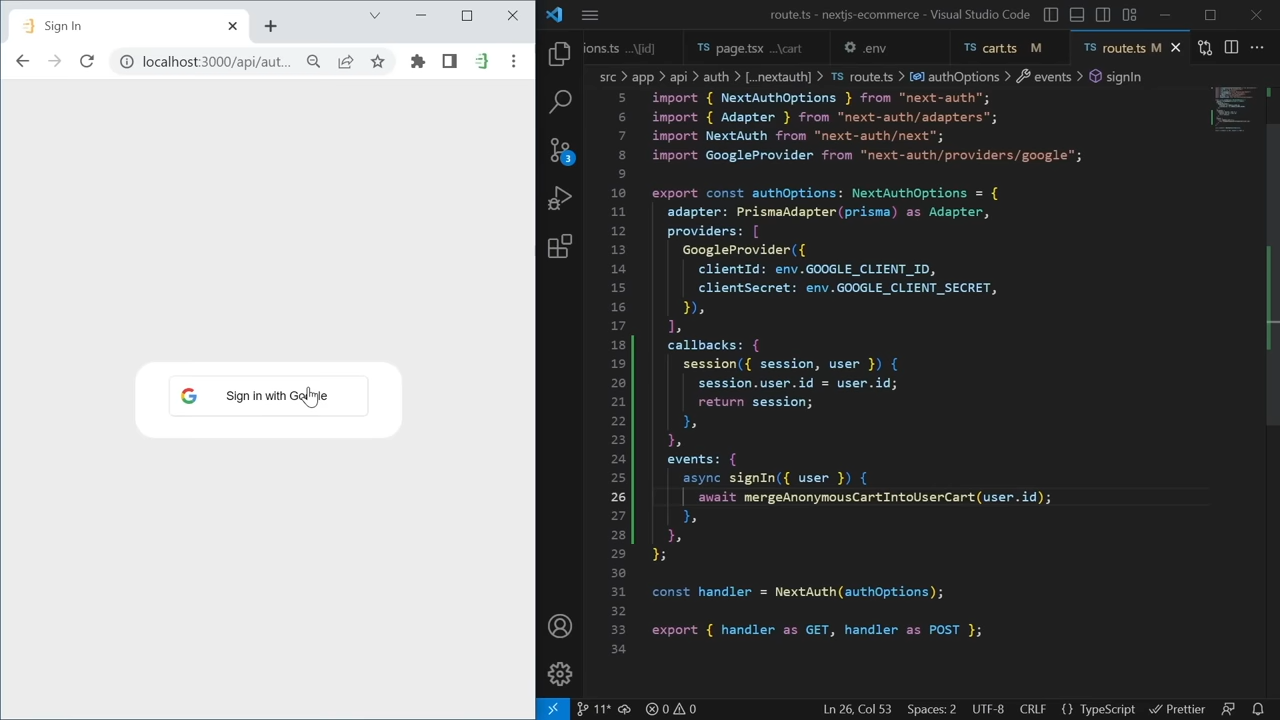 Sign In
localhost:3000/api/aut...
Sign in with Google
route.ts - nextjs-ecommerce - Visual Studio Code
ions.ts ...\[id]
TS page.tsx ...\cart
.env
TS cart.ts M
TS route.ts M
src > app > api > auth > [...nextauth] > TS route.ts > authOptions > events > signIn
5 import { NextAuthOptions } from "next-auth";
6 import { Adapter } from "next-auth/adapters";
7 import NextAuth from "next-auth/next";
8 import GoogleProvider from "next-auth/providers/google";
9
10 export const authOptions: NextAuthOptions = {
11 adapter: PrismaAdapter(prisma) as Adapter,
12 providers: [
13 GoogleProvider({
14 clientId: env.GOOGLE_CLIENT_ID,
15 clientSecret: env.GOOGLE_CLIENT_SECRET,
16 }),
17 ],
18 callbacks: {
19 session({ session, user }) {
20 session.user.id = user.id;
21 return session;
22 },
23 },
24 events: {
25 async signIn({ user }) {
26 await mergeAnonymousCartIntoUserCart(user.id);
27 },
28 },
29 };
30
31 const handler = NextAuth(authOptions);
32
33 export { handler as GET, handler as POST };
34
3
11* 0 0 Ln 26, Col 53 Spaces: 2 UTF-8 CRLF {} TypeScript Prettier